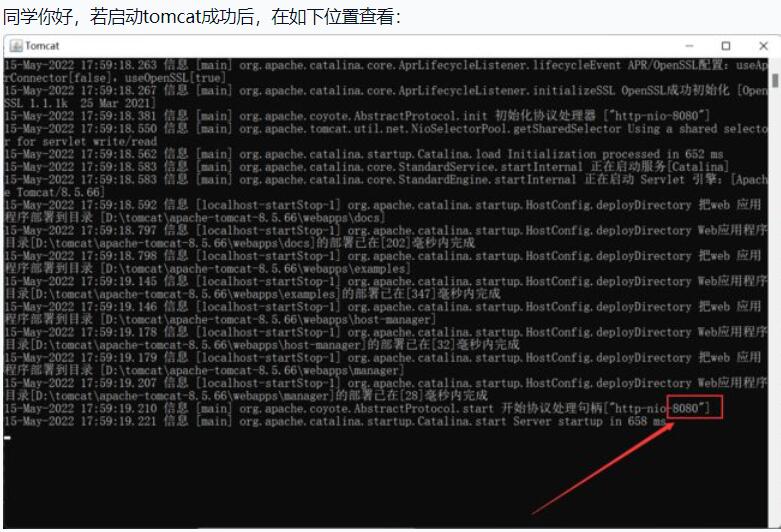 同学你好，若启动tomcat成功后，在如下位置查看：
Tomcat
15-May-2022 17:59:18.263 信息 [main] org.apache.catalina.core.AprLifecycleListener.lifecycleEvent APR/OpenSSL配置：useAp
rConnector[false]，useOpenSSL[true]
15-May-2022 17:59:18.267 信息 [main] org.apache.catalina.core.AprLifecycleListener.initializeSSL OpenSSL成功初始化 [Open
SSL 1.1.1k  25 Mar 2021]
15-May-2022 17:59:18.381 信息 [main] org.apache.coyote.AbstractProtocol.init 初始化协议处理器 ["http-nio-8080"]
15-May-2022 17:59:18.550 信息 [main] org.apache.tomcat.util.net.NioSelectorPool.getSharedSelector Using a shared selecto
r for servlet write/read
15-May-2022 17:59:18.562 信息 [main] org.apache.catalina.startup.Catalina.load Initialization processed in 652 ms
15-May-2022 17:59:18.583 信息 [main] org.apache.catalina.core.StandardService.startInternal 正在启动服务[Catalina]
15-May-2022 17:59:18.583 信息 [main] org.apache.catalina.core.StandardEngine.startInternal 正在启动 Servlet 引擎：[Apac
he Tomcat/8.5.66]
15-May-2022 17:59:18.592 信息 [localhost-startStop-1] org.apache.catalina.startup.HostConfig.deployDirectory 把web 应用
程序部署到目录 [D:\tomcat\apache-tomcat-8.5.66\webapps\docs]
15-May-2022 17:59:18.797 信息 [localhost-startStop-1] org.apache.catalina.startup.HostConfig.deployDirectory Web应用程序
目录[D:\tomcat\apache-tomcat-8.5.66\webapps\docs]的部署已在[202]毫秒内完成
15-May-2022 17:59:18.798 信息 [localhost-startStop-1] org.apache.catalina.startup.HostConfig.deployDirectory 把web 应用
程序部署到目录 [D:\tomcat\apache-tomcat-8.5.66\webapps\examples]
15-May-2022 17:59:19.145 信息 [localhost-startStop-1] org.apache.catalina.startup.HostConfig.deployDirectory Web应用程序
目录[D:\tomcat\apache-tomcat-8.5.66\webapps\examples]的部署已在[347]毫秒内完成
15-May-2022 17:59:19.146 信息 [localhost-startStop-1] org.apache.catalina.startup.HostConfig.deployDirectory 把web 应用
程序部署到目录 [D:\tomcat\apache-tomcat-8.5.66\webapps\host-manager]
15-May-2022 17:59:19.178 信息 [localhost-startStop-1] org.apache.catalina.startup.HostConfig.deployDirectory Web应用程序
目录[D:\tomcat\apache-tomcat-8.5.66\webapps\host-manager]的部署已在[32]毫秒内完成
15-May-2022 17:59:19.179 信息 [localhost-startStop-1] org.apache.catalina.startup.HostConfig.deployDirectory 把web 应用
程序部署到目录 [D:\tomcat\apache-tomcat-8.5.66\webapps\manager]
15-May-2022 17:59:19.207 信息 [localhost-startStop-1] org.apache.catalina.startup.HostConfig.deployDirectory Web应用程序
目录[D:\tomcat\apache-tomcat-8.5.66\webapps\manager]的部署已在[28]毫秒内完成
15-May-2022 17:59:19.210 信息 [main] org.apache.coyote.AbstractProtocol.start 开始协议处理句柄["http-nio-8080"]
15-May-2022 17:59:19.221 信息 [main] org.apache.catalina.startup.Catalina.start Server startup in 658 ms